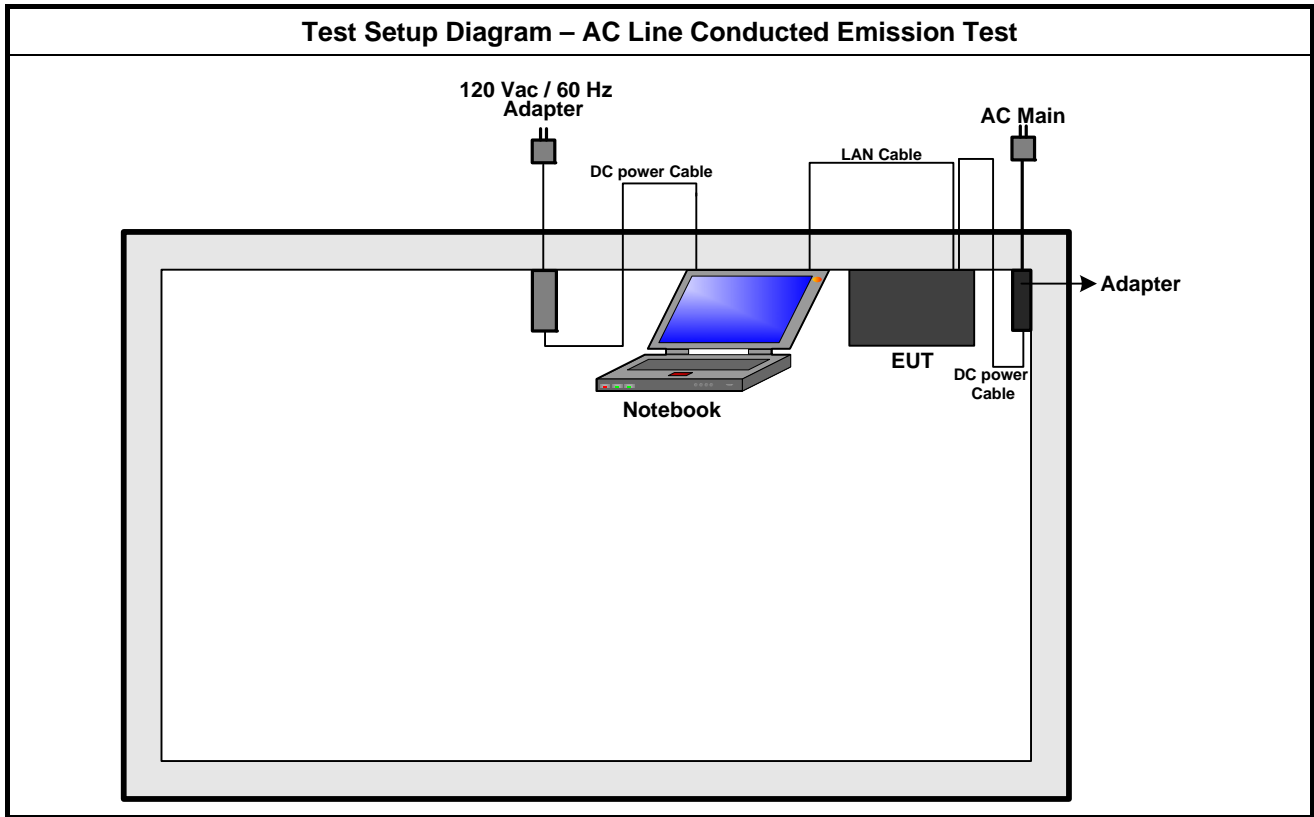 Test Setup Diagram – AC Line Conducted Emission Test
120 Vac / 60 Hz
Adapter
AC Main
DC power Cable
LAN Cable
Adapter
EUT
DC power
Cable
Notebook